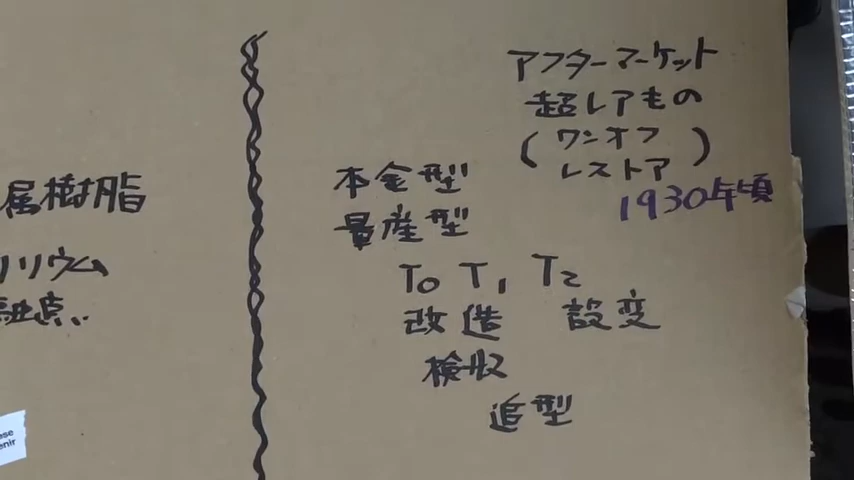 属樹脂
リリウム
融点..
アフターマーケット
超レアもの
(ワンオフ
レストア)
1930年頃
本金型
量産型
T0 T1 T2
改造 設変
検収
追型